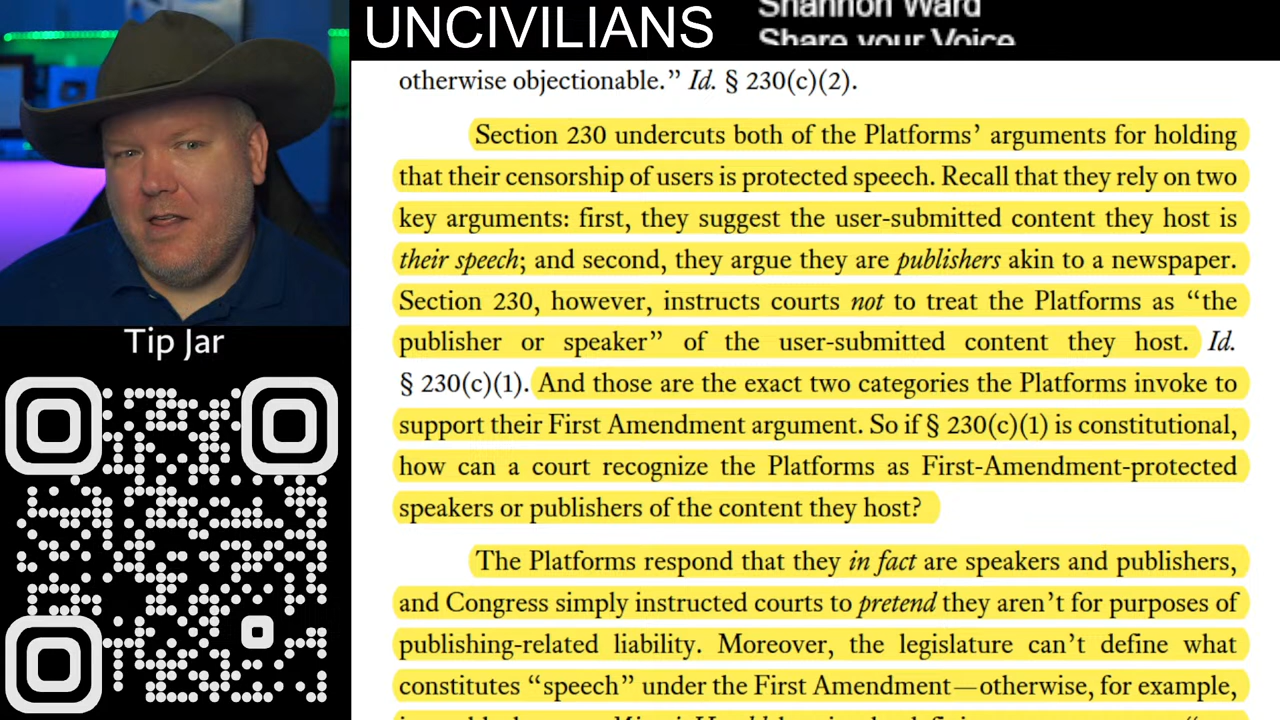 UNCIVILIANS
Shannon Ward
Share your Voice
Tip Jar
otherwise objectionable.” Id. § 230(c)(2).
Section 230 undercuts both of the Platforms’ arguments for holding
that their censorship of users is protected speech. Recall that they rely on two
key arguments: first, they suggest the user-submitted content they host is
their speech; and second, they argue they are publishers akin to a newspaper.
Section 230, however, instructs courts not to treat the Platforms as “the
publisher or speaker” of the user-submitted content they host. Id.
§ 230(c)(1). And those are the exact two categories the Platforms invoke to
support their First Amendment argument. So if § 230(c)(1) is constitutional,
how can a court recognize the Platforms as First-Amendment-protected
speakers or publishers of the content they host?
The Platforms respond that they in fact are speakers and publishers,
and Congress simply instructed courts to pretend they aren’t for purposes of
publishing-related liability. Moreover, the legislature can’t define what
constitutes “speech” under the First Amendment—otherwise, for example,